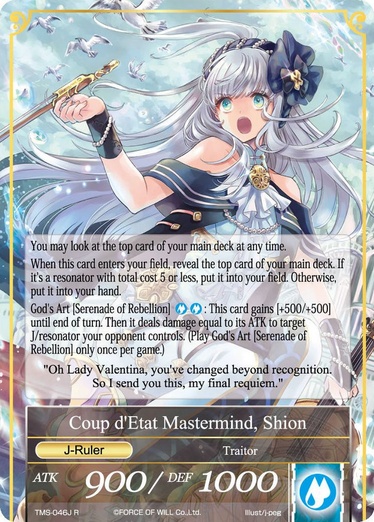 You may look at the top card of your main deck at any time.
When this card enters your field, reveal the top card of your main deck. If
it's a resonator with total cost 5 or less, put it into your field. Otherwise,
put it into your hand.
God's Art [Serenade of Rebellion] : This card gains [+500/+500]
until end of turn. Then it deals damage equal to its ATK to target
J/resonator your opponent controls. (Play God's Art [Serenade of
Rebellion] only once per game.)
"Oh Lady Valentina, you've changed beyond recognition.
So I send you this, my final requiem."
Coup d'Etat Mastermind, Shion
J-Ruler
Traitor
ATK 900/ DEF 1000
TMS-046J R ©FORCE OF WILL Co.,Ltd. Illust/i-peg